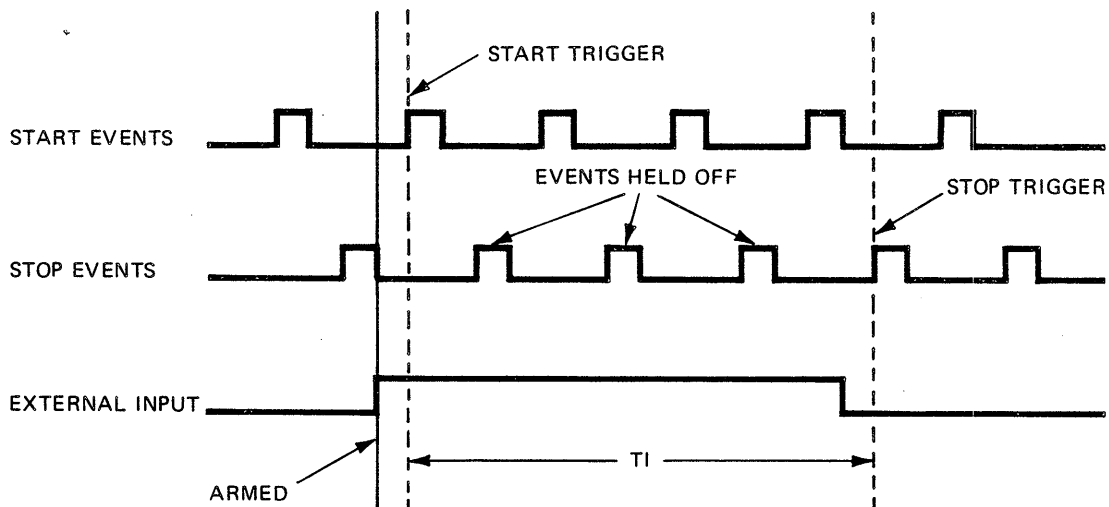 START TRIGGER
START EVENTS
EVENTS HELD OFF
STOP TRIGGER
STOP EVENTS
EXTERNAL INPUT
TI
ARMED